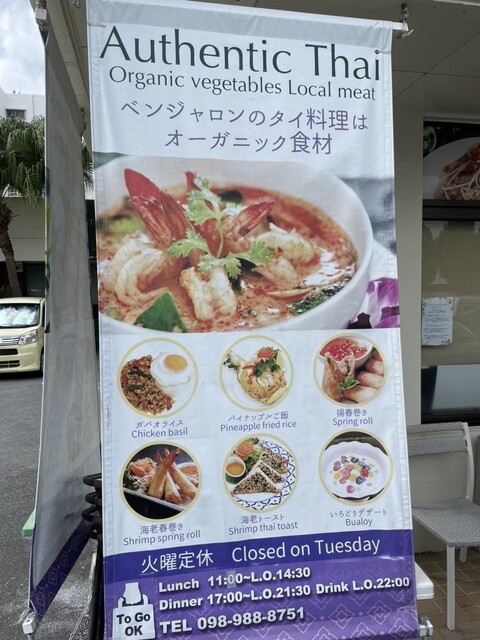 Authentic Thai
Organic vegetables Local meat
ベンジャロンのタイ料理は
オーガニック食材
ガパオライス
Chicken basil
パイナップルご飯
Pineapple fried rice
揚春巻き
Spring roll
海老春巻き
Shrimp spring roll
海老トースト
Shrimp thai toast
いろどりデザート
Bualoy
火曜定休 Closed on Tuesday
Lunch 11:00~L.O.14:30
Dinner 17:00~L.O.21:30 Drink L.O.22:00
To Go
OK
TEL 098-988-8751